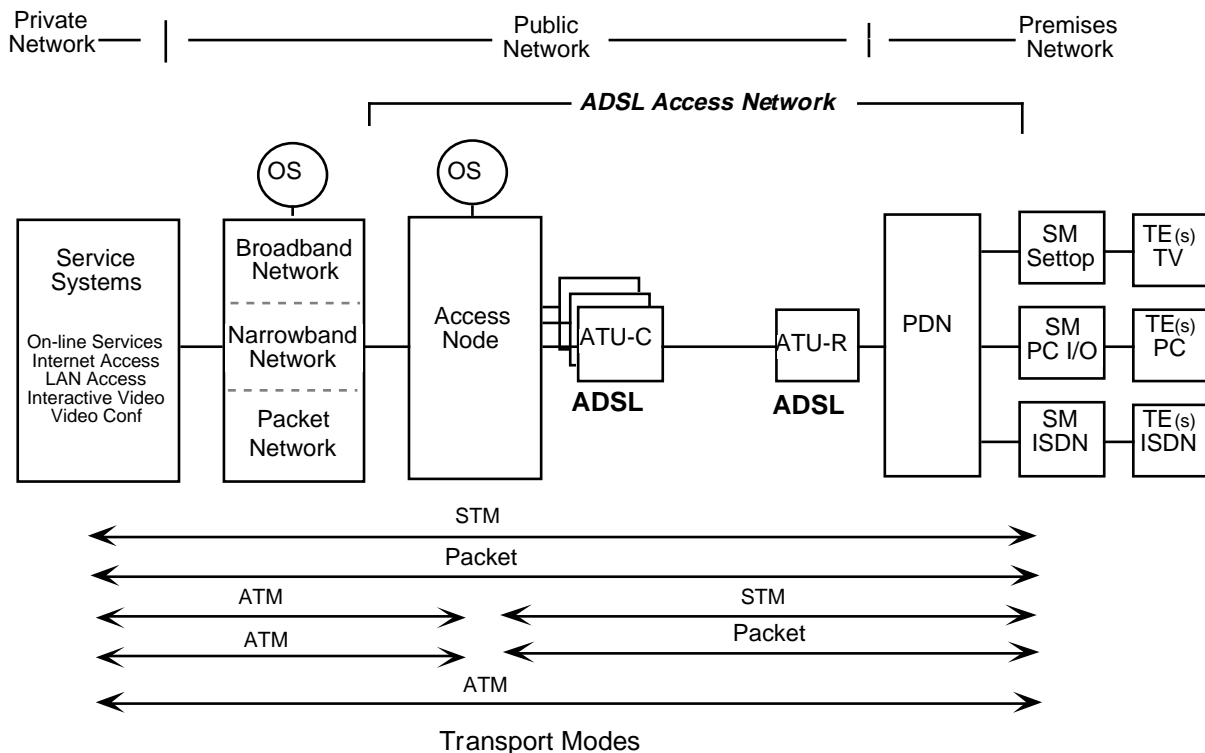 Private
Network
Public
Network
Premises
Network
ADSL Access Network
OS
OS
Service
Systems
On-line Services
Internet Access
LAN Access
Interactive Video
Video Conf
Broadband
Network
Narrowband
Network
Packet
Network
Access
Node
ATU-C
ADSL
ATU-R
ADSL
PDN
SM
Settop
TE(s)
TV
SM
PC I/O
TE(s)
PC
SM
ISDN
TE(s)
ISDN
STM
Packet
ATM
STM
ATM
Packet
ATM
Transport Modes